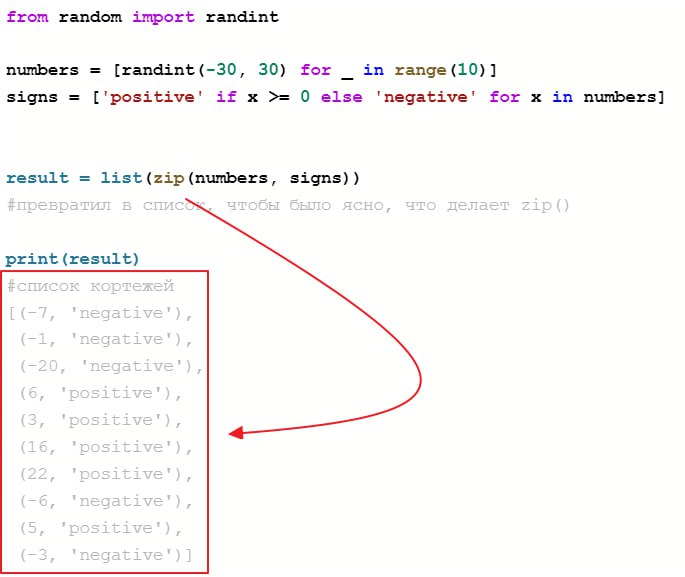 from random import randint
numbers = [randint(-30, 30) for _ in range(10)]
signs = ['positive' if x >= 0 else 'negative' for x in numbers]
result = list(zip(numbers, signs))
#превратил в список, чтобы было ясно, что делает zip()
print(result)
#список кортежей
[(-7, 'negative'),
(-1, 'negative'),
(-20, 'negative'),
(6, 'positive'),
(3, 'positive'),
(16, 'positive'),
(22, 'positive'),
(-6, 'negative'),
(5, 'positive'),
(-3, 'negative')]